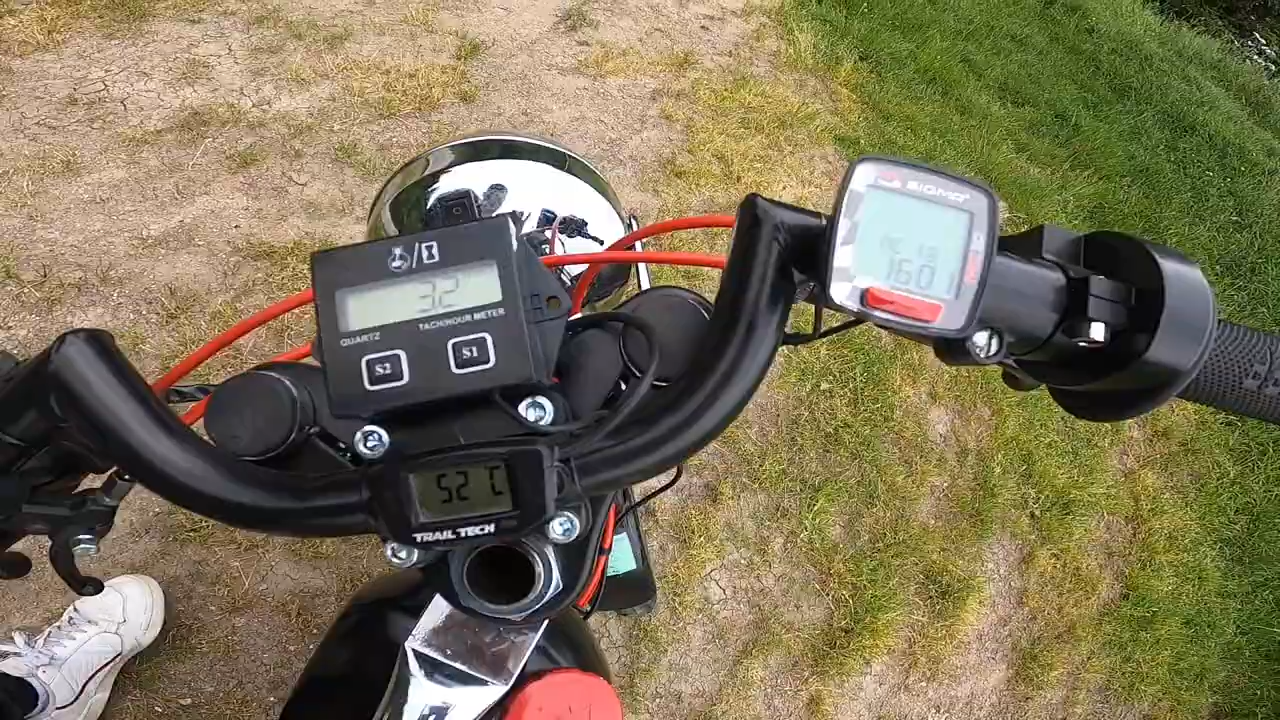 SIGMA
32
QUARTZ
TACH/HOUR METER
S2
S1
1601
52 C
TRAIL TECH